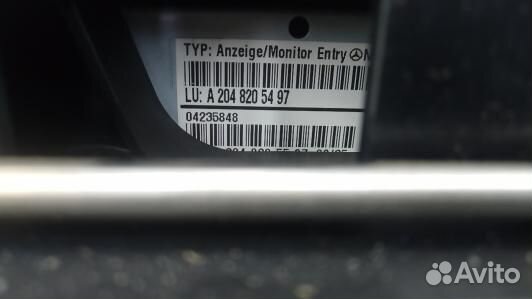 TYP: Anzeige/Monitor Entry
LU: A 204 820 54 97
04235848
Avito